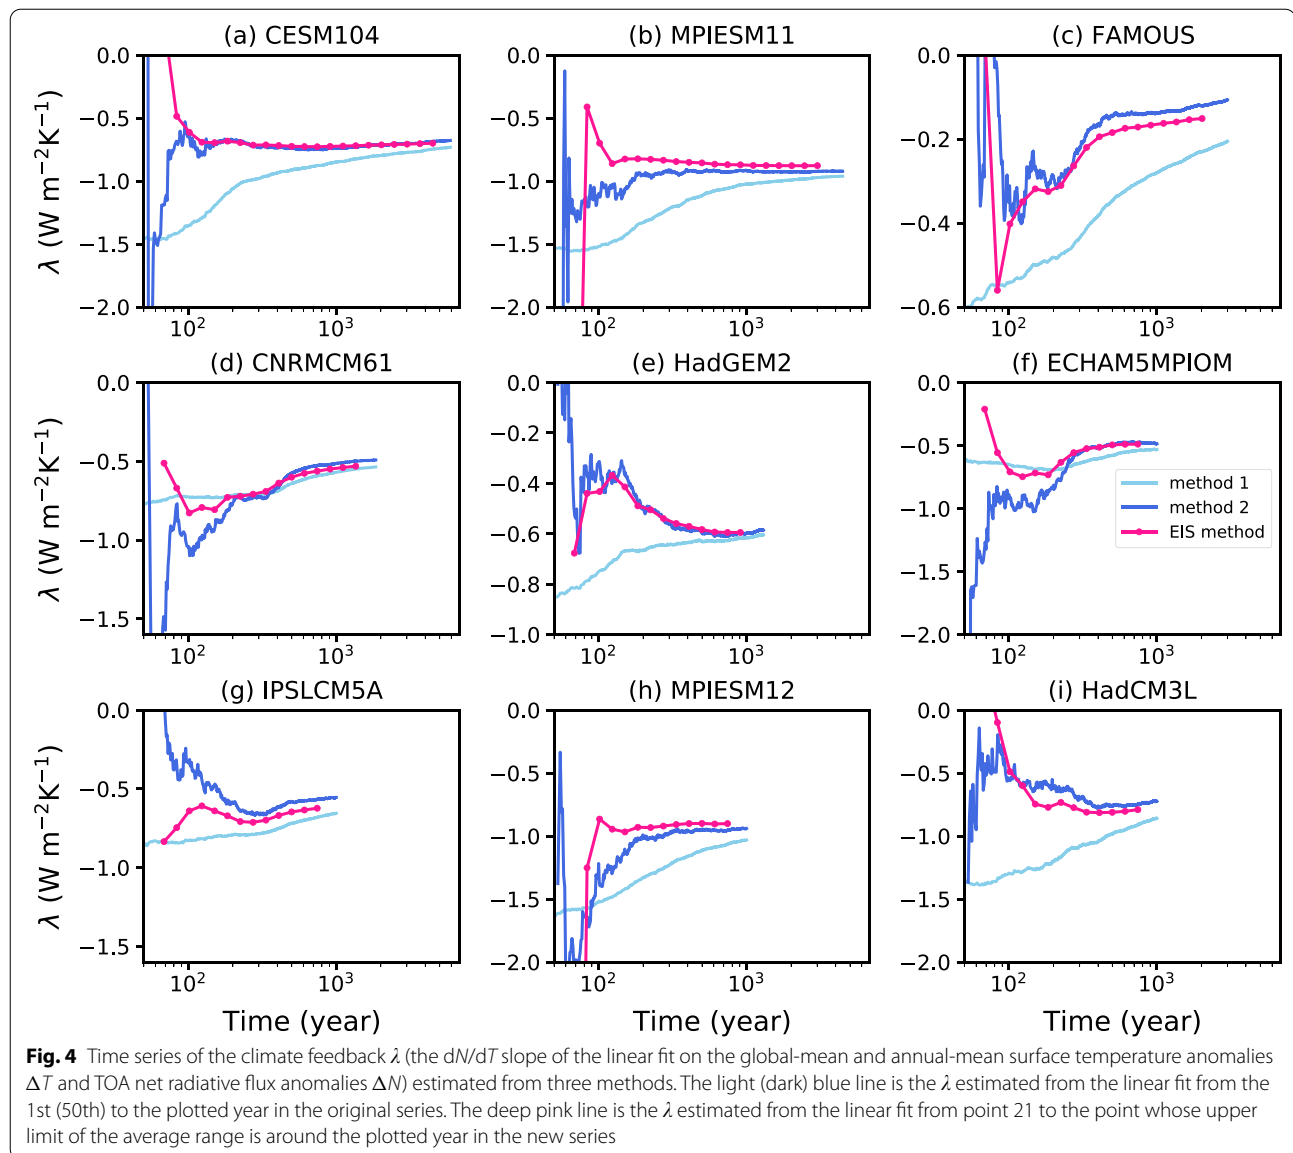 (a) CESM104
(b) MPIESM11
(c) FAMOUS
λ (W m−2K−1)
0.0
−0.5
−1.0
−1.5
−2.0
10²
10³
0.0
−0.5
−1.0
−1.5
−2.0
10²
10³
0.0
−0.2
−0.4
−0.6
10²
10³
(d) CNRMCM61
(e) HadGEM2
(f) ECHAM5MPIOM
λ (W m−2K−1)
0.0
−0.5
−1.0
−1.5
10²
10³
0.0
−0.2
−0.4
−0.6
−0.8
−1.0
10²
10³
0.0
−0.5
−1.0
−1.5
−2.0
10²
10³
method 1
method 2
EIS method
(g) IPSLCM5A
(h) MPIESM12
(i) HadCM3L
λ (W m−2K−1)
0.0
−0.5
−1.0
−1.5
10²
10³
0.0
−0.5
−1.0
−1.5
−2.0
10²
10³
0.0
−0.5
−1.0
−1.5
−2.0
10²
10³
Time (year)
Time (year)
Time (year)
Fig. 4 Time series of the climate feedback λ (the dN/dT slope of the linear fit on the global-mean and annual-mean surface temperature anomalies
ΔT and TOA net radiative flux anomalies ΔN) estimated from three methods. The light (dark) blue line is the λ estimated from the linear fit from the
1st (50th) to the plotted year in the original series. The deep pink line is the λ estimated from the linear fit from point 21 to the point whose upper
limit of the average range is around the plotted year in the new series